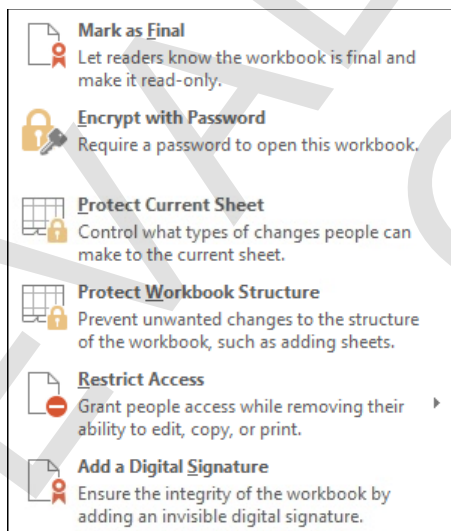 Mark as Final
Let readers know the workbook is final and
make it read-only.
Encrypt with Password
Require a password to open this workbook.
Protect Current Sheet
Control what types of changes people can
make to the current sheet.
Protect Workbook Structure
Prevent unwanted changes to the structure
of the workbook, such as adding sheets.
Restrict Access
Grant people access while removing their
ability to edit, copy, or print.
Add a Digital Signature
Ensure the integrity of the workbook by
adding an invisible digital signature.